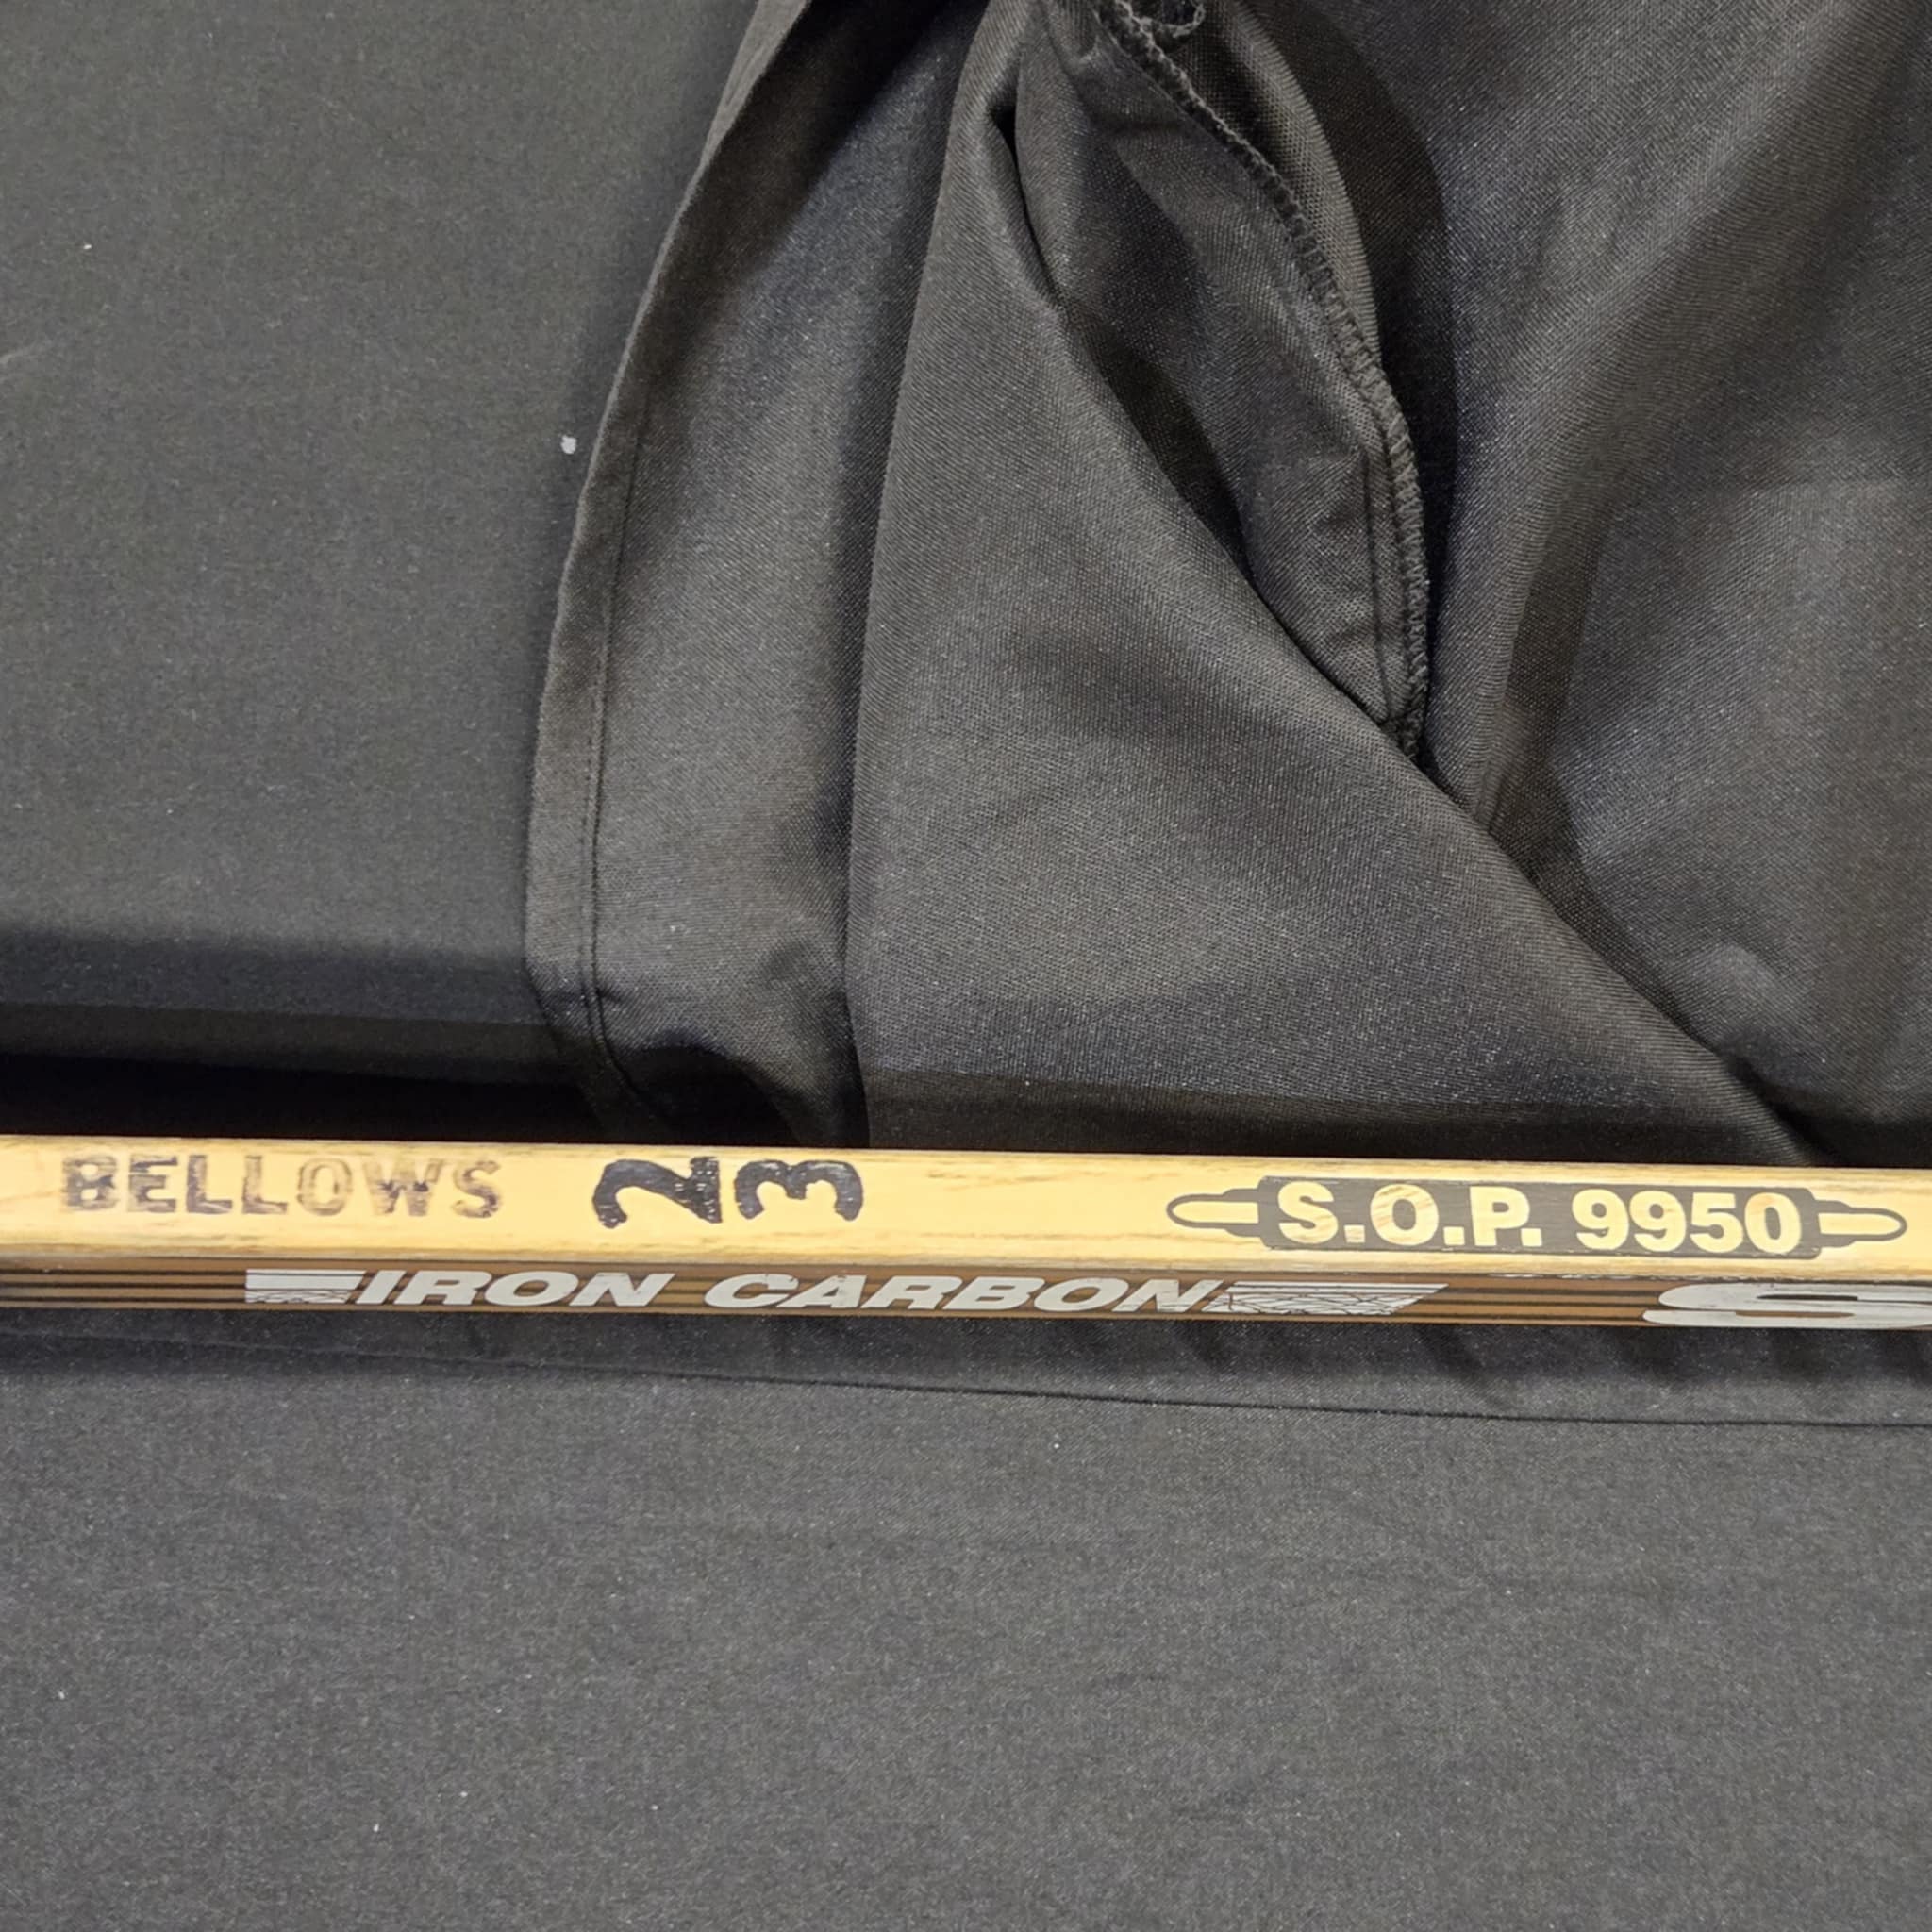 BELLOWS 23 S.O.P. 9950
IRON CARBON S